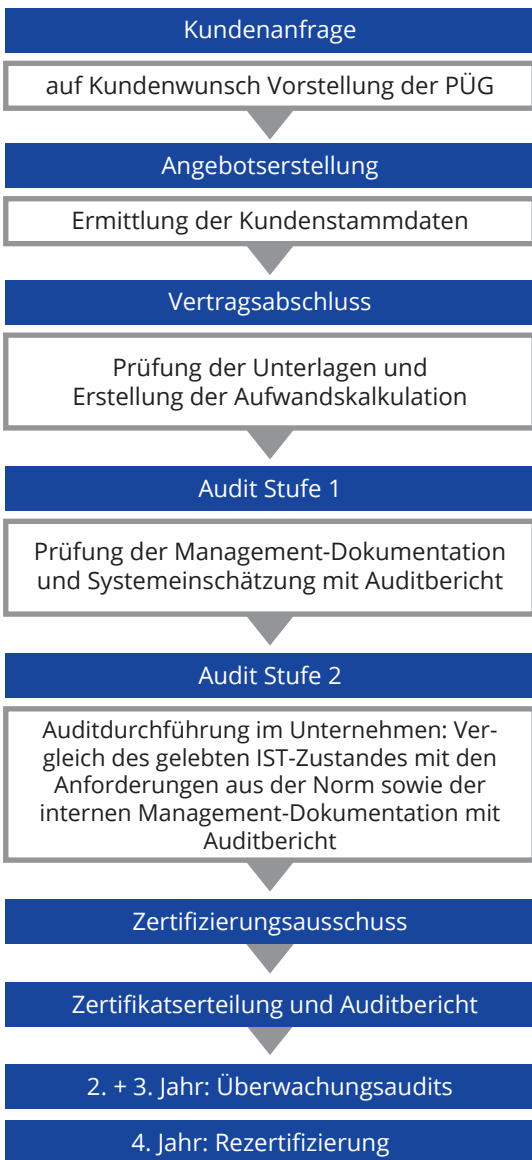 Kundenanfrage
auf Kundenwunsch Vorstellung der PÜG
Angebotserstellung
Ermittlung der Kundenstammdaten
Vertragsabschluss
Prüfung der Unterlagen und
Erstellung der Aufwandskalkulation
Audit Stufe 1
Prüfung der Management-Dokumentation
und Systemeinschätzung mit Auditbericht
Audit Stufe 2
Auditdurchführung im Unternehmen: Ver-
gleich des gelebten IST-Zustandes mit den
Anforderungen aus der Norm sowie der
internen Management-Dokumentation mit
Auditbericht
Zertifizierungsausschuss
Zertifikatserteilung und Auditbericht
2. + 3. Jahr: Überwachungsaudits
4. Jahr: Rezertifizierung